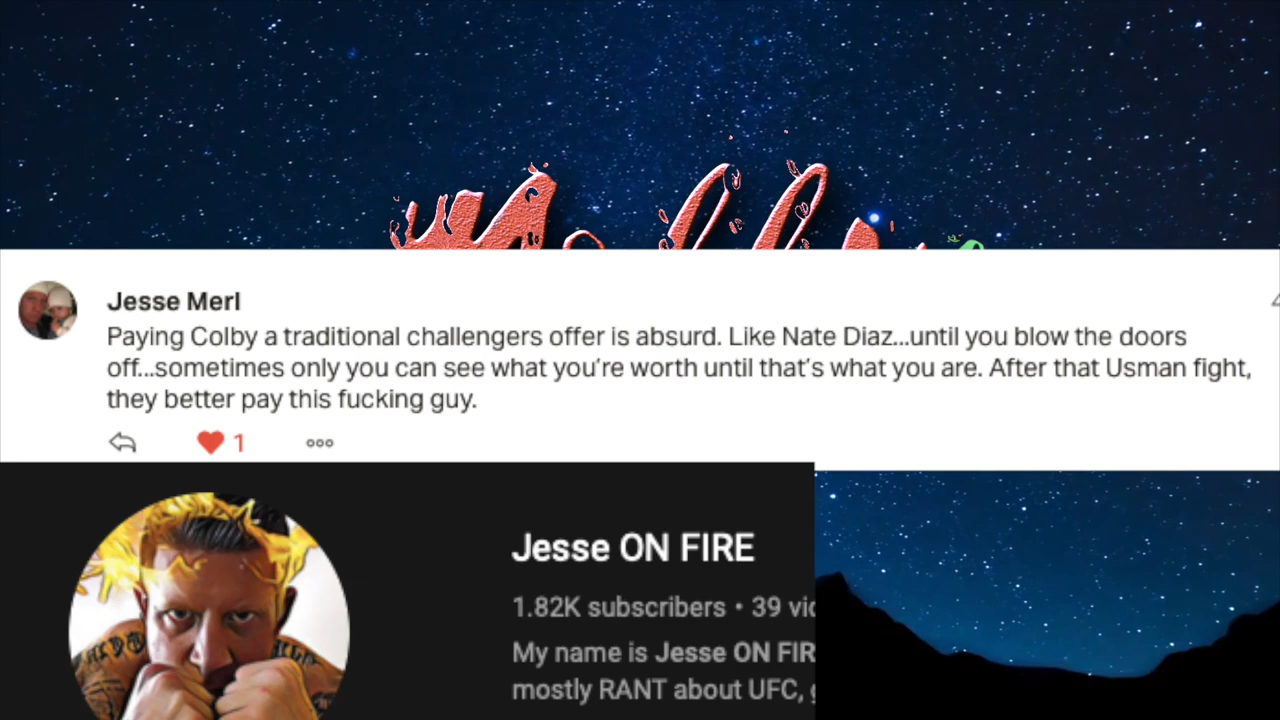 Jesse Merl
Paying Colby a traditional challengers offer is absurd. Like Nate Diaz...until you blow the doors
off...sometimes only you can see what you're worth until that's what you are. After that Usman fight,
they better pay this fucking guy.
1
Jesse ON FIRE
1.82K subscribers • 39
My name is Jesse ON
mostly RANT about UFC,